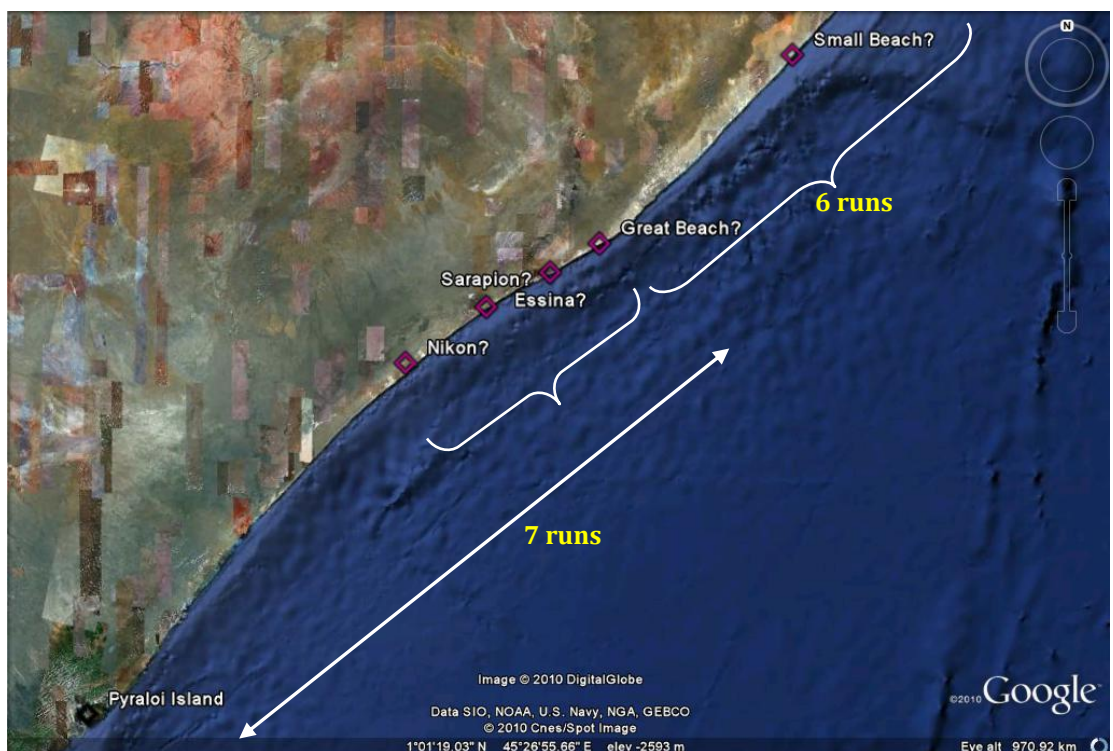 N
Small Beach?
6 runs
Great Beach?
Sarapion?
Essina?
Nikon?
7 runs
Pyraloi Island
Image © 2010 DigitalGlobe
Data SIO, NOAA, U.S. Navy, NGA, GEBCO
© 2010 Cnes/Spot Image
©2010 Google
1°01'19.03" N 45°26'55.66" E elev -2593 m
Eye alt 970.92 km